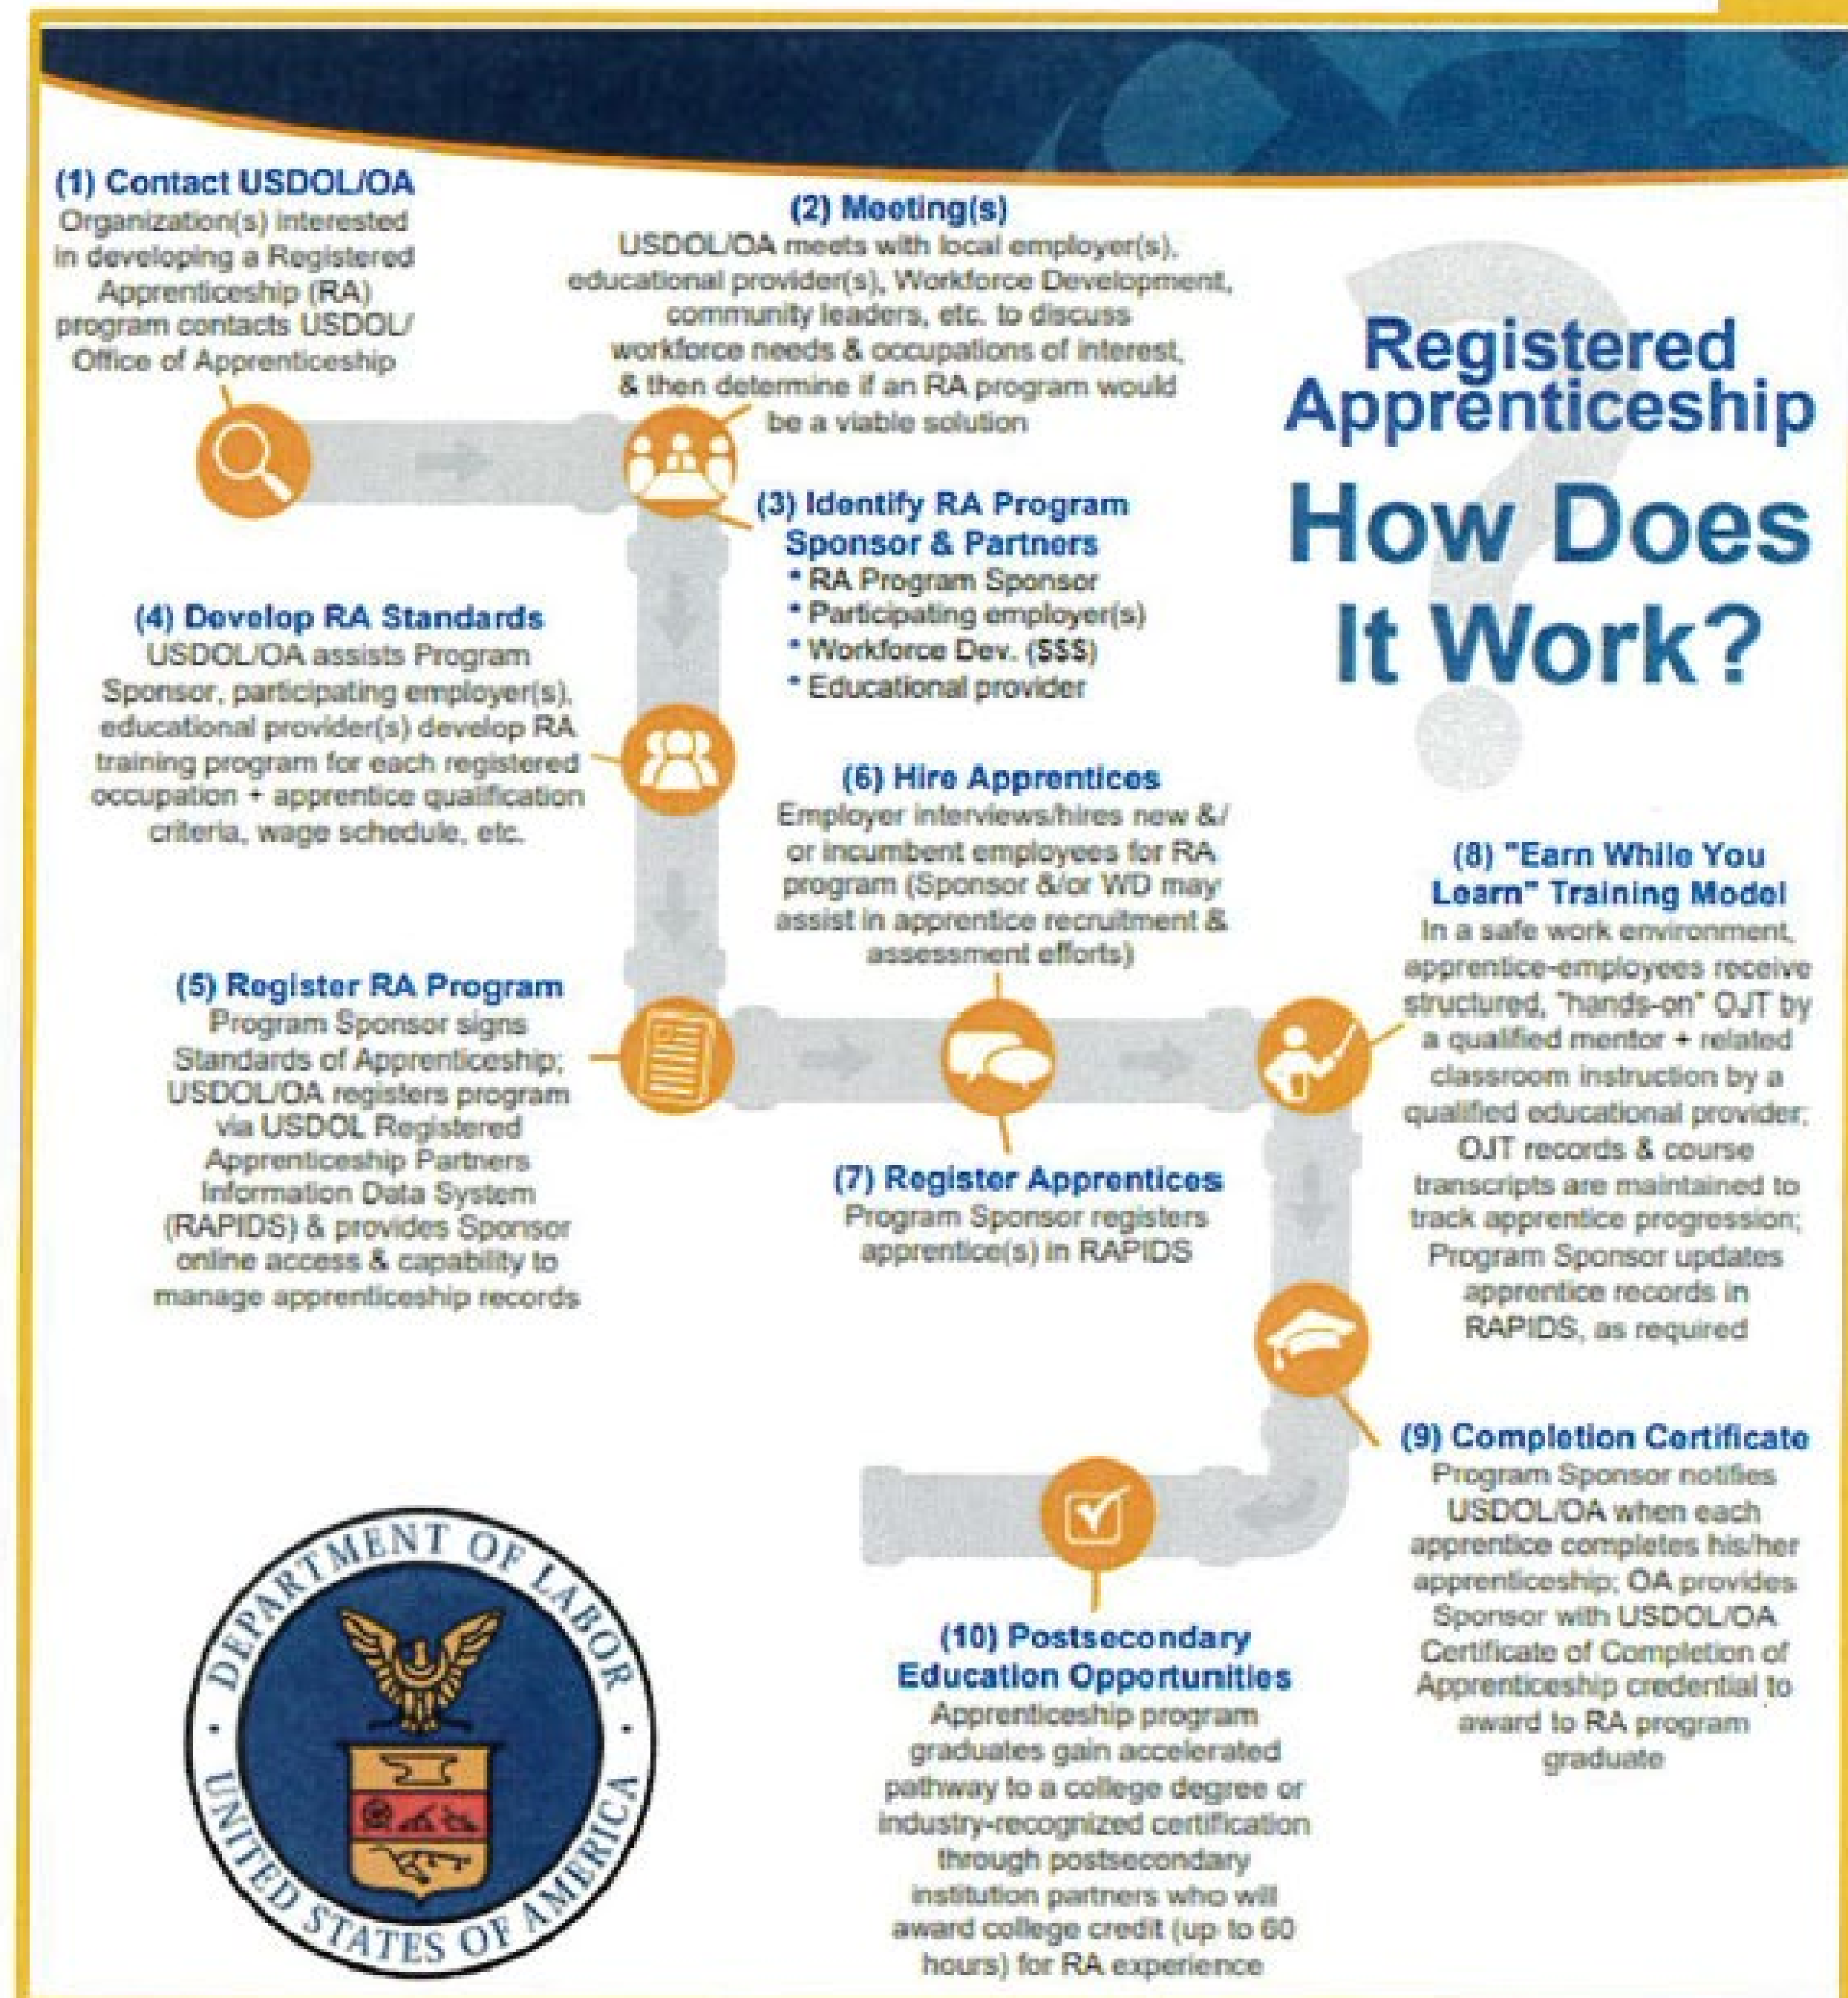 (1) Contact USDOL/OA
Organization(s) interested
in developing a Registered
Apprenticeship (RA)
program contacts USDOL/
Office of Apprenticeship
(2) Meeting(s)
USDOL/OA meets with local employer(s),
educational provider(s), Workforce Development,
community leaders, etc. to discuss
workforce needs & occupations of interest,
& then determine if an RA program would
be a viable solution
Registered
Apprenticeship
How Does
It Work?
(3) Identify RA Program
Sponsor & Partners
* RA Program Sponsor
* Participating employer(s)
* Workforce Dev. ($$$)
* Educational provider
(4) Develop RA Standards
USDOL/OA assists Program
Sponsor, participating employer(s),
educational provider(s) develop RA
training program for each registered
occupation + apprentice qualification
criteria, wage schedule, etc.
(5) Register RA Program
Program Sponsor signs
Standards of Apprenticeship;
USDOL/OA registers program
via USDOL Registered
Apprenticeship Partners
Information Data System
(RAPIDS) & provides Sponsor
online access & capability to
manage apprenticeship records
(6) Hire Apprentices
Employer interviews/hires new &/
or incumbent employees for RA
program (Sponsor &/or WD may
assist in apprentice recruitment &
assessment efforts)
(7) Register Apprentices
Program Sponsor registers
apprentice(s) in RAPIDS
(8) "Earn While You
Learn" Training Model
In a safe work environment,
apprentice-employees receive
structured, "hands-on" OJT by
a qualified mentor + related
classroom instruction by a
qualified educational provider;
OJT records & course
transcripts are maintained to
track apprentice progression;
Program Sponsor updates
apprentice records in
RAPIDS, as required
(9) Completion Certificate
Program Sponsor notifies
USDOL/OA when each
apprentice completes his/her
apprenticeship; OA provides
Sponsor with USDOL/OA
Certificate of Completion of
Apprenticeship credential to
award to RA program
graduate
(10) Postsecondary
Education Opportunities
Apprenticeship program
graduates gain accelerated
pathway to a college degree or
industry-recognized certification
through postsecondary
institution partners who will
award college credit (up to 60
hours) for RA experience
DEPARTMENT OF LABOR
UNITED STATES OF AMERICA